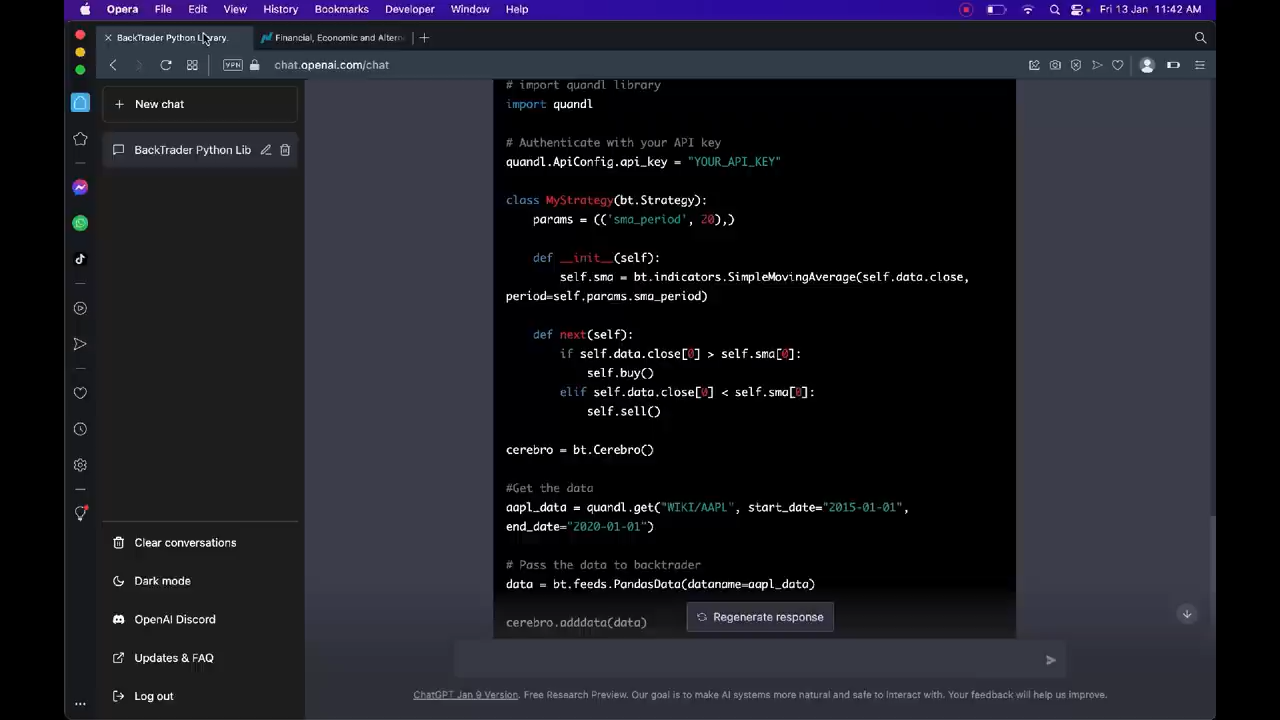 Opera File Edit View History Bookmarks Developer Window Help Fri 13 Jan 11:42 AM
BackTrader Python Library. Financial, Economic and Altern
VPN chat.openai.com/chat
New chat
BackTrader Python Lib
Clear conversations
Dark mode
OpenAI Discord
Updates & FAQ
Log out
# import quandl library
import quandl
# Authenticate with your API key
quandl.ApiConfig.api_key = "YOUR_API_KEY"
class MyStrategy(bt.Strategy):
params = (('sma_period', 20),)
def __init__(self):
self.sma = bt.indicators.SimpleMovingAverage(self.data.close,
period=self.params.sma_period)
def next(self):
if self.data.close[0] > self.sma[0]:
self.buy()
elif self.data.close[0] < self.sma[0]:
self.sell()
cerebro = bt.Cerebro()
#Get the data
aapl_data = quandl.get("WIKI/AAPL", start_date="2015-01-01",
end_date="2020-01-01")
# Pass the data to backtrader
data = bt.feeds.PandasData(dataname=aapl_data)
cerebro.adddata(data)
Regenerate response
ChatGPT Jan 9 Version. Free Research Preview. Our goal is to make AI systems more natural and safe to interact with. Your feedback will help us improve.